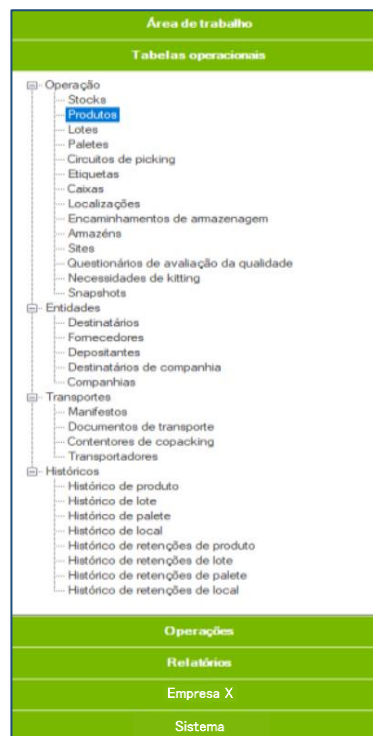 Área de trabalho
Tabelas operacionais
Operação
Stocks
Produtos
Lotes
Paletes
Circuitos de picking
Etiquetas
Caixas
Localizações
Encaminhamentos de armazenagem
Armazéns
Sites
Questionários de avaliação da qualidade
Necessidades de kitting
Snapshots
Entidades
Destinatários
Fornecedores
Depositantes
Destinatários de companhia
Companhias
Transportes
Manifestos
Documentos de transporte
Contentores de copacking
Transportadores
Históricos
Histórico de produto
Histórico de lote
Histórico de palete
Histórico de local
Histórico de retenções de produto
Histórico de retenções de lote
Histórico de retenções de palete
Histórico de retenções de local
Operações
Relatórios
Empresa X
Sistema